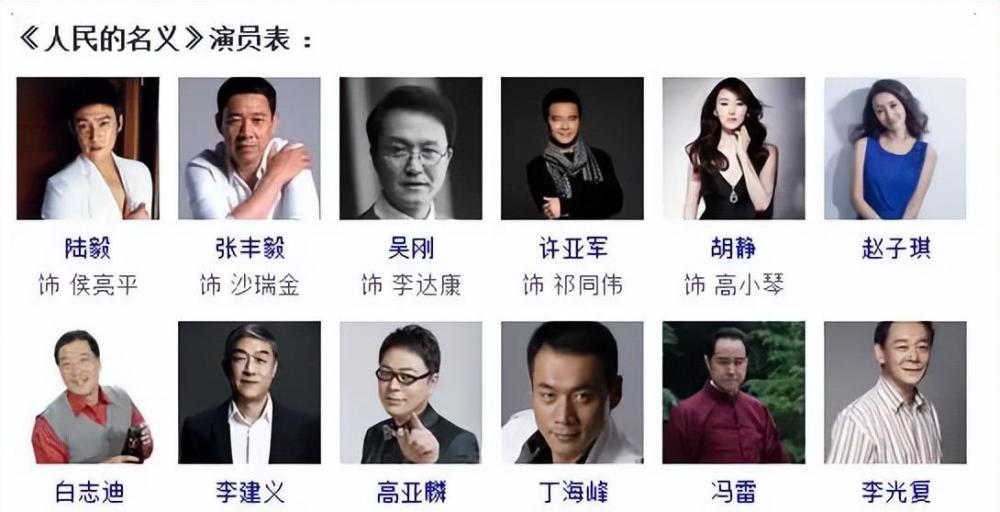 《人民的名义》演员表：
陆毅 张丰毅 吴刚 许亚军 胡静 赵子琪
饰 侯亮平 饰 沙瑞金 饰 李达康 饰 祁同伟 饰 高小琴
白志迪 李建义 高亚麟 丁海峰 冯雷 李光复